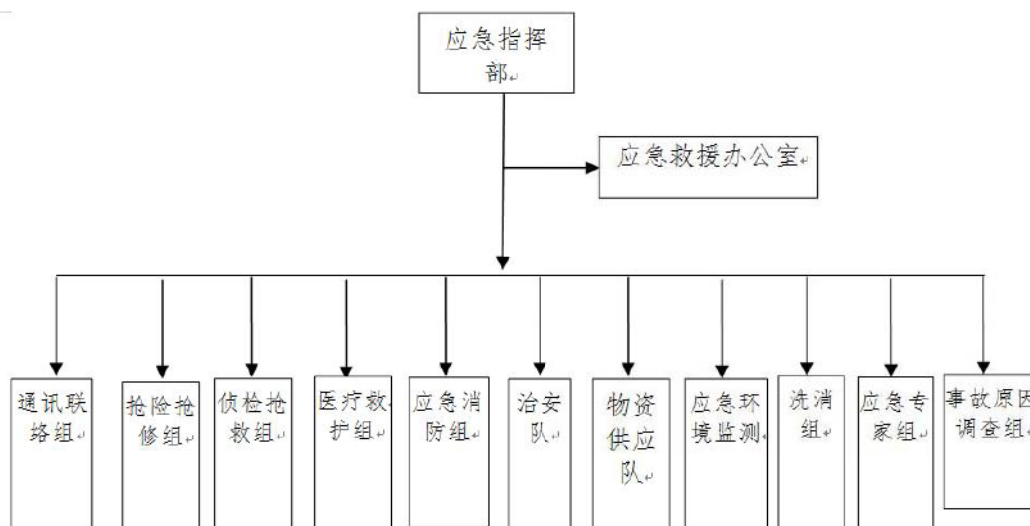 应急指挥
部
应急救援办公室
通讯联
络组
抢险抢
修组
侦检抢
救组
医疗救
护组
应急消
防组
治安
队
物资
供应
队
应急环
境监测
洗消
组
应急专
家组
事故原因
调查组